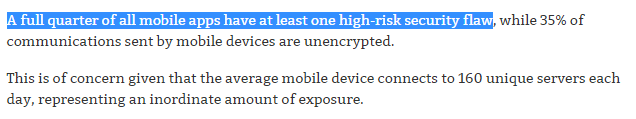 A full quarter of all mobile apps have at least one high-risk security flaw, while 35% of
communications sent by mobile devices are unencrypted.
This is of concern given that the average mobile device connects to 160 unique servers each
day, representing an inordinate amount of exposure.